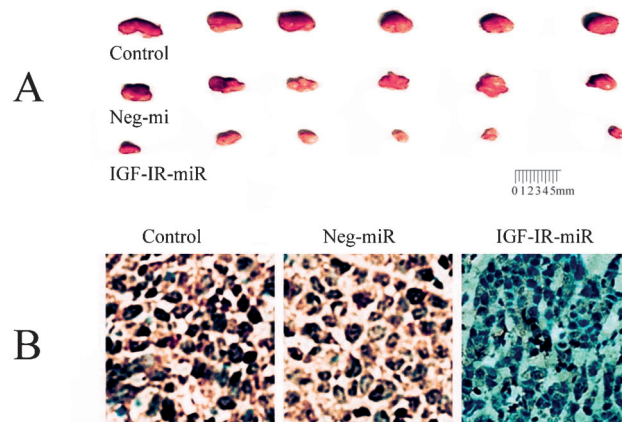 A
Control
Neg-mi
IGF-IR-miR
0 1 2 3 4 5mm
B
Control Neg-miR IGF-IR-miR